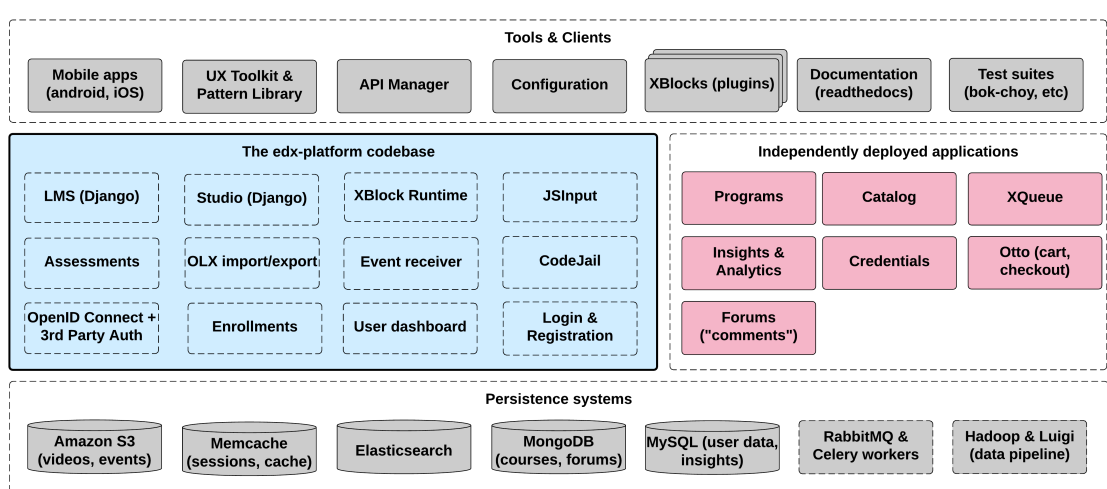 Tools & Clients
Mobile apps
(android, iOS)
UX Toolkit &
Pattern Library
API Manager
Configuration
XBlocks (plugins)
Documentation
(readthedocs)
Test suites
(bok-choy, etc)
The edx-platform codebase
LMS (Django)
Studio (Django)
XBlock Runtime
JSInput
Assessments
OLX import/export
Event receiver
CodeJail
OpenID Connect +
3rd Party Auth
Enrollments
User dashboard
Login &
Registration
Independently deployed applications
Programs
Catalog
XQueue
Insights &
Analytics
Credentials
Otto (cart,
checkout)
Forums
("comments")
Persistence systems
Amazon S3
(videos, events)
Memcache
(sessions, cache)
Elasticsearch
MongoDB
(courses, forums)
MySQL (user data,
insights)
RabbitMQ &
Celery workers
Hadoop & Luigi
(data pipeline)